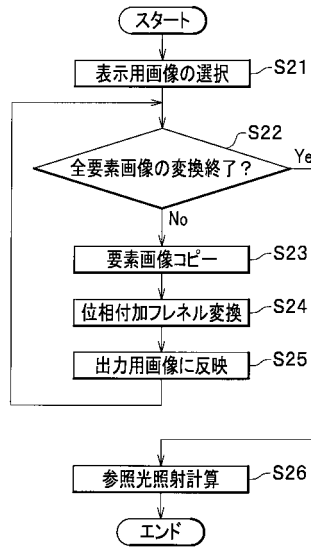 スタート
表示用画像の選択 S21
S22
全要素画像の変換終了？
No
要素画像コピー S23
位相付加フレネル変換 S24
出力用画像に反映 S25
参照光照射計算 S26
エンド